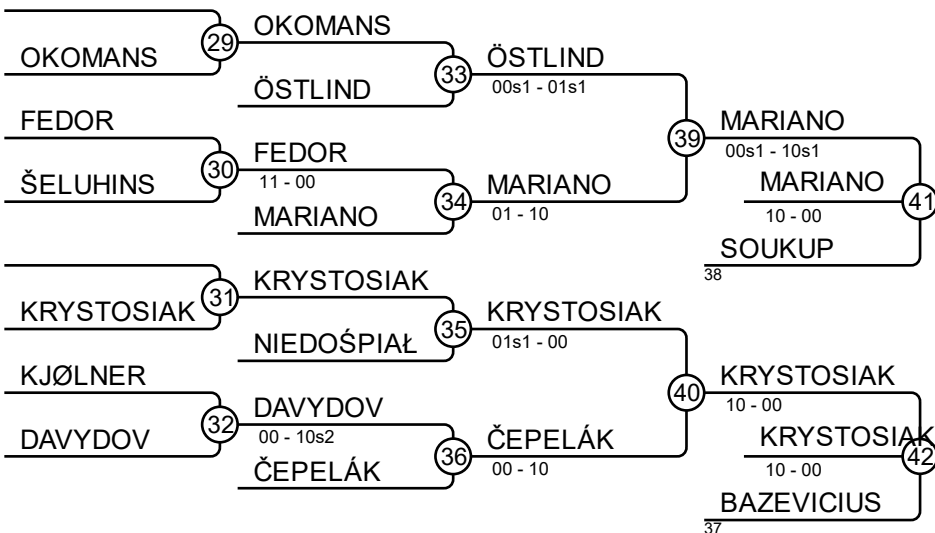 OKOMANS
29
OKOMANS
ÖSTLIND
33
ÖSTLIND
00s1 - 01s1
FEDOR
ŠELUHINS
30
FEDOR
11 - 00
MARIANO
34
MARIANO
01 - 10
39
MARIANO
00s1 - 10s1
MARIANO
10 - 00
41
SOUKUP
38
KRYSTOSIAK
31
KRYSTOSIAK
NIEDOŚPIAŁ
35
KRYSTOSIAK
01s1 - 00
KJØLNER
DAVYDOV
32
DAVYDOV
00 - 10s2
ČEPELÁK
36
ČEPELÁK
00 - 10
40
KRYSTOSIAK
10 - 00
KRYSTOSIAK
10 - 00
42
BAZEVICIUS
37